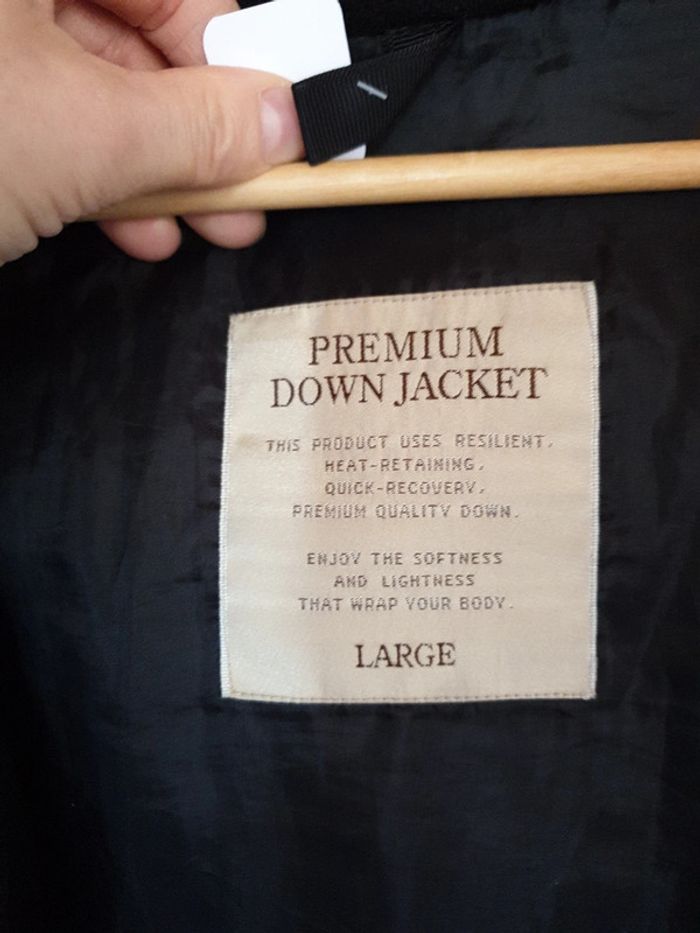 PREMIUM
DOWN JACKET
THIS PRODUCT USES RESILIENT,
HEAT-RETAINING,
QUICK-RECOVERY,
PREMIUM QUALITY DOWN.
ENJOY THE SOFTNESS
AND LIGHTNESS
THAT WRAP YOUR BODY.
LARGE